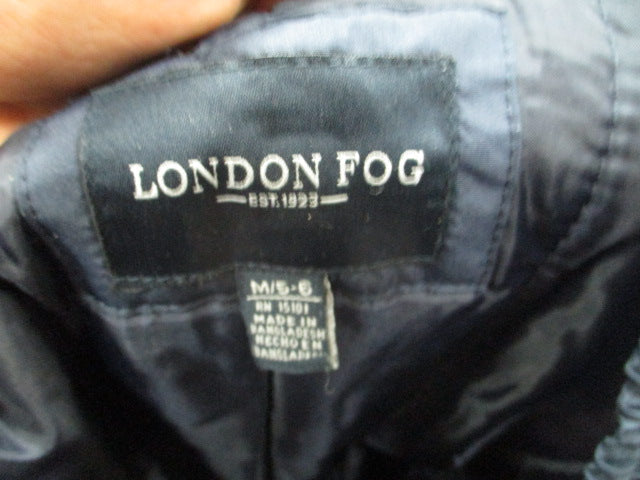 LONDON FOG
EST. 1923
M/5-6
RN 15101
MADE IN
BANGLADESH
HECHO EN
BANGLADESH